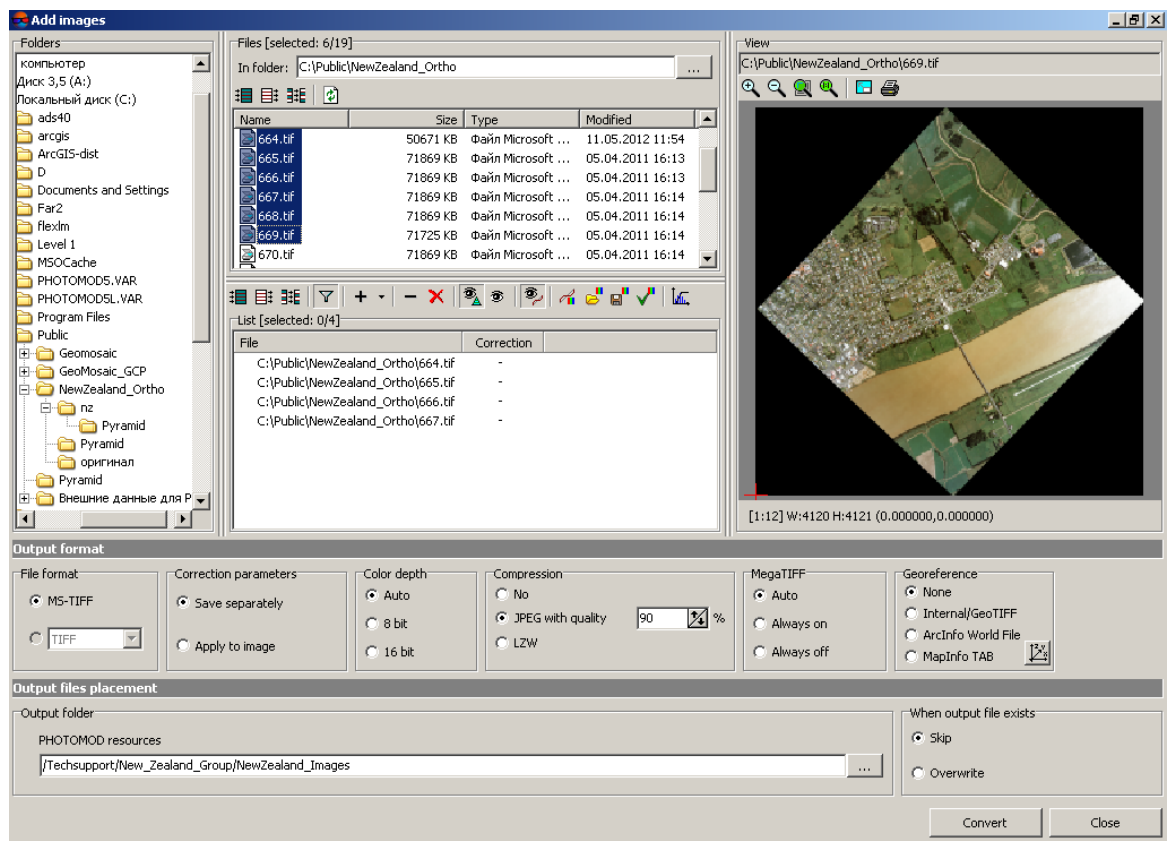 Add images
Folders
компьютер
Диск 3,5 (A:)
Локальный диск (C:)
ads40
arcgis
ArcGIS-dist
D
Documents and Settings
Far2
flexlm
Level 1
MSOCache
PHOTOMOD5.VAR
PHOTOMOD5L.VAR
Program Files
Public
Geomosaic
GeoMosaic_GCP
NewZealand_Ortho
nz
Pyramid
Pyramid
оригинал
Pyramid
Внешние данные для P
Files [selected: 6/19]
In folder: C:\Public\NewZealand_Ortho ...
Name Size Type Modified
664.tif 50671 KB Файл Microsoft ... 11.05.2012 11:54
665.tif 71869 KB Файл Microsoft ... 05.04.2011 16:13
666.tif 71869 KB Файл Microsoft ... 05.04.2011 16:13
667.tif 71869 KB Файл Microsoft ... 05.04.2011 16:14
668.tif 71869 KB Файл Microsoft ... 05.04.2011 16:14
669.tif 71725 KB Файл Microsoft ... 05.04.2011 16:14
670.tif 71869 KB Файл Microsoft ... 05.04.2011 16:14
List [selected: 0/4]
File Correction
C:\Public\NewZealand_Ortho\664.tif -
C:\Public\NewZealand_Ortho\665.tif -
C:\Public\NewZealand_Ortho\666.tif -
C:\Public\NewZealand_Ortho\667.tif -
View
C:\Public\NewZealand_Ortho\669.tif
[1:12] W:4120 H:4121 (0.000000,0.000000)
Output format
File format
MS-TIFF
TIFF
Correction parameters
Save separately
Apply to image
Color depth
Auto
8 bit
16 bit
Compression
No
JPEG with quality 90 %
LZW
MegaTIFF
Auto
Always on
Always off
Georeference
None
Internal/GeoTIFF
ArcInfo World File
MapInfo TAB
Output files placement
Output folder
PHOTOMOD resources
/Techsupport/New_Zealand_Group/NewZealand_Images ...
When output file exists
Skip
Overwrite
Convert Close